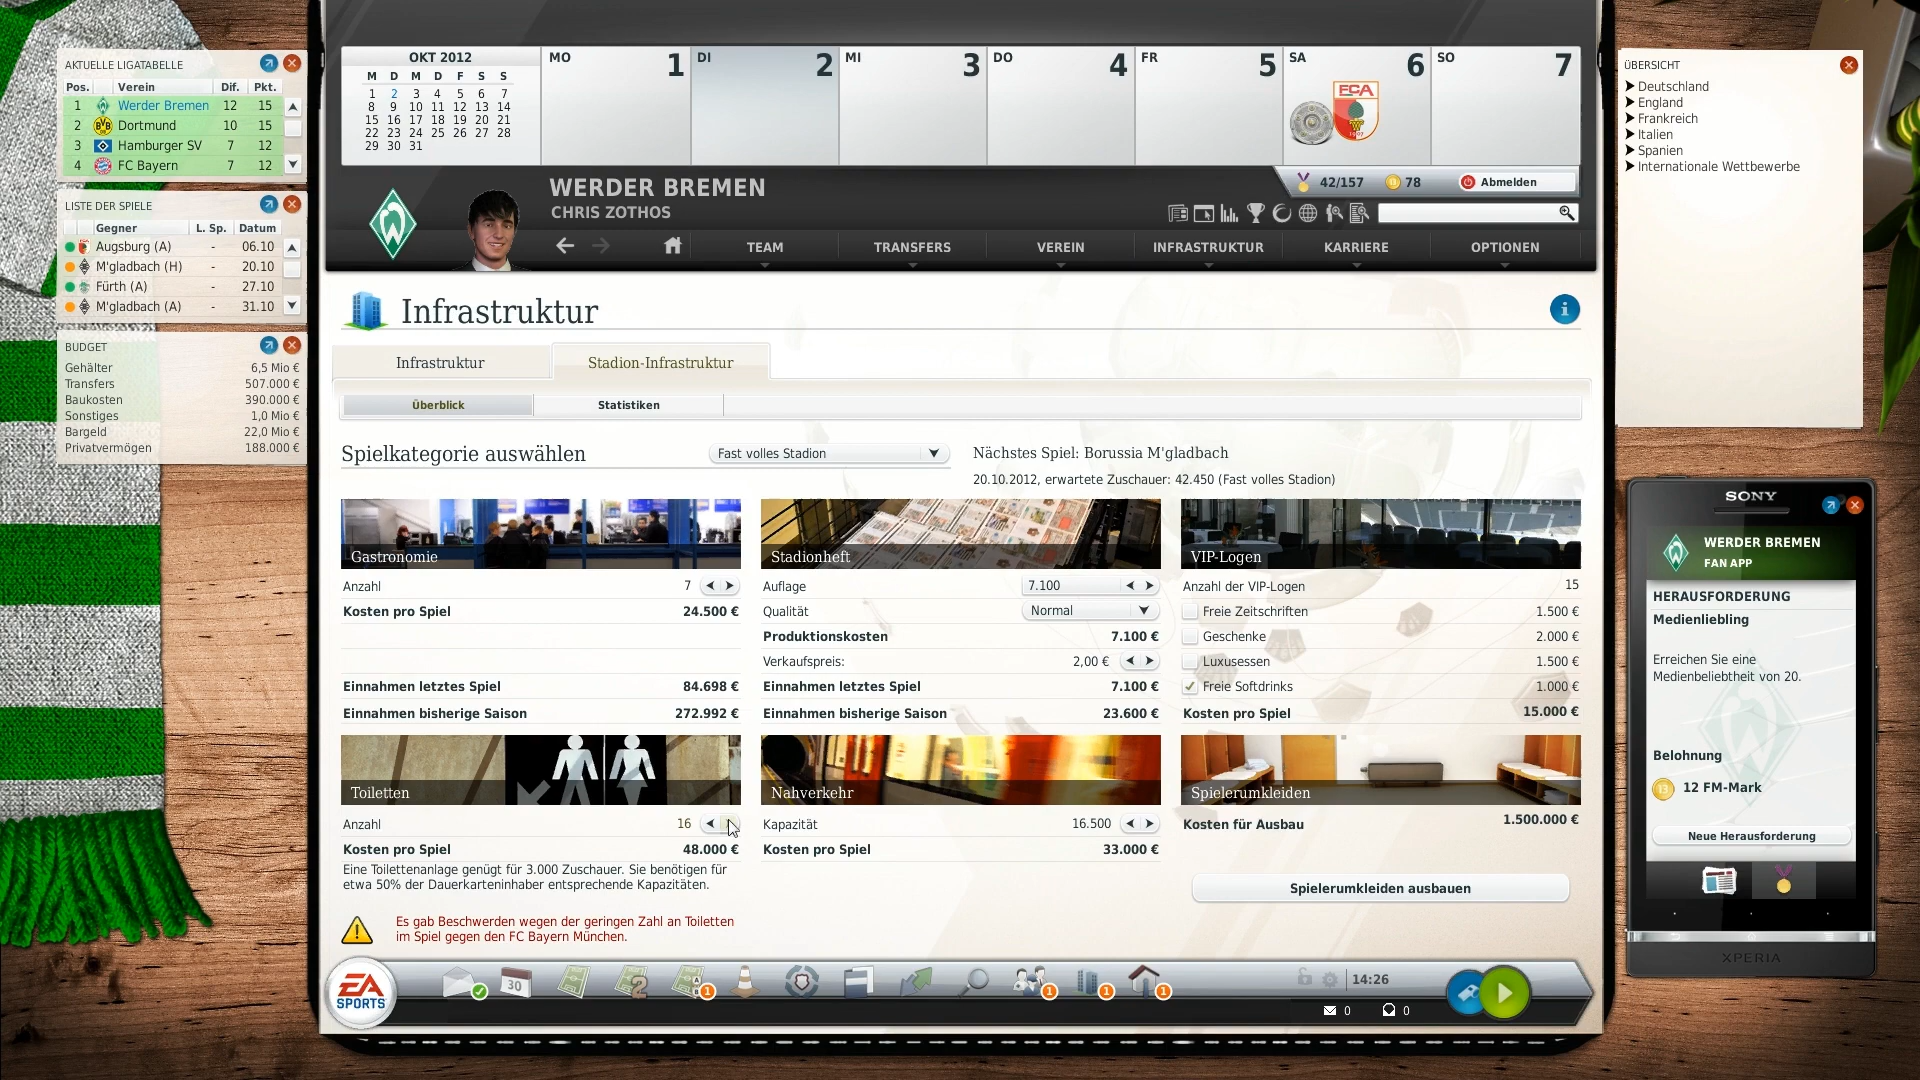 AKTUELLE LIGATABELLE
Pos. Verein Dif. Pkt.
1 Werder Bremen 12 15
2 Dortmund 10 15
3 Hamburger SV 7 12
4 FC Bayern 7 12
LISTE DER SPIELE
Gegner L. Sp. Datum
Augsburg (A) - 06.10
M'gladbach (H) - 20.10
Fürth (A) - 27.10
M'gladbach (A) - 31.10
BUDGET
Gehälter 6,5 Mio €
Transfers 507.000 €
Baukosten 390.000 €
Sonstiges 1,0 Mio €
Bargeld 22,0 Mio €
Privatvermögen 188.000 €
OKT 2012
M D M D F S S
1 2 3 4 5 6 7
8 9 10 11 12 13 14
15 16 17 18 19 20 21
22 23 24 25 26 27 28
29 30 31
MO 1 DI 2 MI 3 DO 4 FR 5 SA 6 SO 7
FCA
1907
WERDER BREMEN
CHRIS ZOTHOS
42/157 78 Abmelden
TEAM TRANSFERS VEREIN INFRASTRUKTUR KARRIERE OPTIONEN
Infrastruktur
Infrastruktur Stadion-Infrastruktur
Überblick Statistiken
Spielkategorie auswählen Fast volles Stadion
Nächstes Spiel: Borussia M'gladbach
20.10.2012, erwartete Zuschauer: 42.450 (Fast volles Stadion)
Gastronomie
Anzahl 7
Kosten pro Spiel 24.500 €
Einnahmen letztes Spiel 84.698 €
Einnahmen bisherige Saison 272.992 €
Stadionheft
Auflage 7.100
Qualität Normal
Produktionskosten 7.100 €
Verkaufspreis: 2,00 €
Einnahmen letztes Spiel 7.100 €
Einnahmen bisherige Saison 23.600 €
VIP-Logen
Anzahl der VIP-Logen 15
Freie Zeitschriften 1.500 €
Geschenke 2.000 €
Luxusessen 1.500 €
Freie Softdrinks 1.000 €
Kosten pro Spiel 15.000 €
Toiletten
Anzahl 16
Kosten pro Spiel 48.000 €
Eine Toilettenanlage genügt für 3.000 Zuschauer. Sie benötigen für
etwa 50% der Dauerkarteninhaber entsprechende Kapazitäten.
Es gab Beschwerden wegen der geringen Zahl an Toiletten
im Spiel gegen den FC Bayern München.
Nahverkehr
Kapazität 16.500
Kosten pro Spiel 33.000 €
Spielerumkleiden
Kosten für Ausbau 1.500.000 €
Spielerumkleiden ausbauen
EA
SPORTS
30
2
1
1
1
1
14:26
0 0
ÜBERSICHT
Deutschland
England
Frankreich
Italien
Spanien
Internationale Wettbewerbe
SONY
WERDER BREMEN
FAN APP
HERAUSFORDERUNG
Medienliebling
Erreichen Sie eine
Medienbeliebtheit von 20.
Belohnung
13 12 FM-Mark
Neue Herausforderung
XPERIA